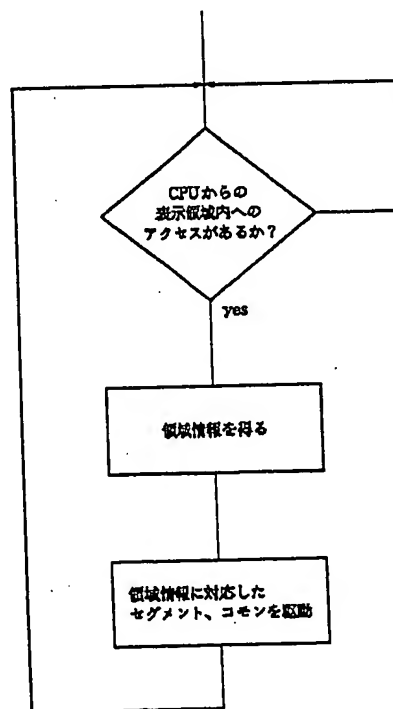 CPUからの
表示領域内への
アクセスがあるか？
yes
領域情報を得る
領域情報に対応した
セグメント、コモンを駆動